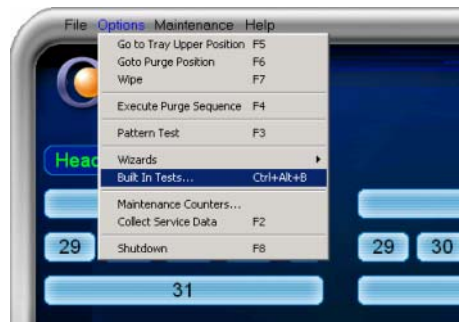 File Options Maintenance Help
Go to Tray Upper Position F5
Goto Purge Position F6
Wipe F7
Execute Purge Sequence F4
Pattern Test F3
Wizards
Head
Built In Tests... Ctrl+Alt+B
Maintenance Counters...
Collect Service Data F2
29 Shutdown F8 29 30
31